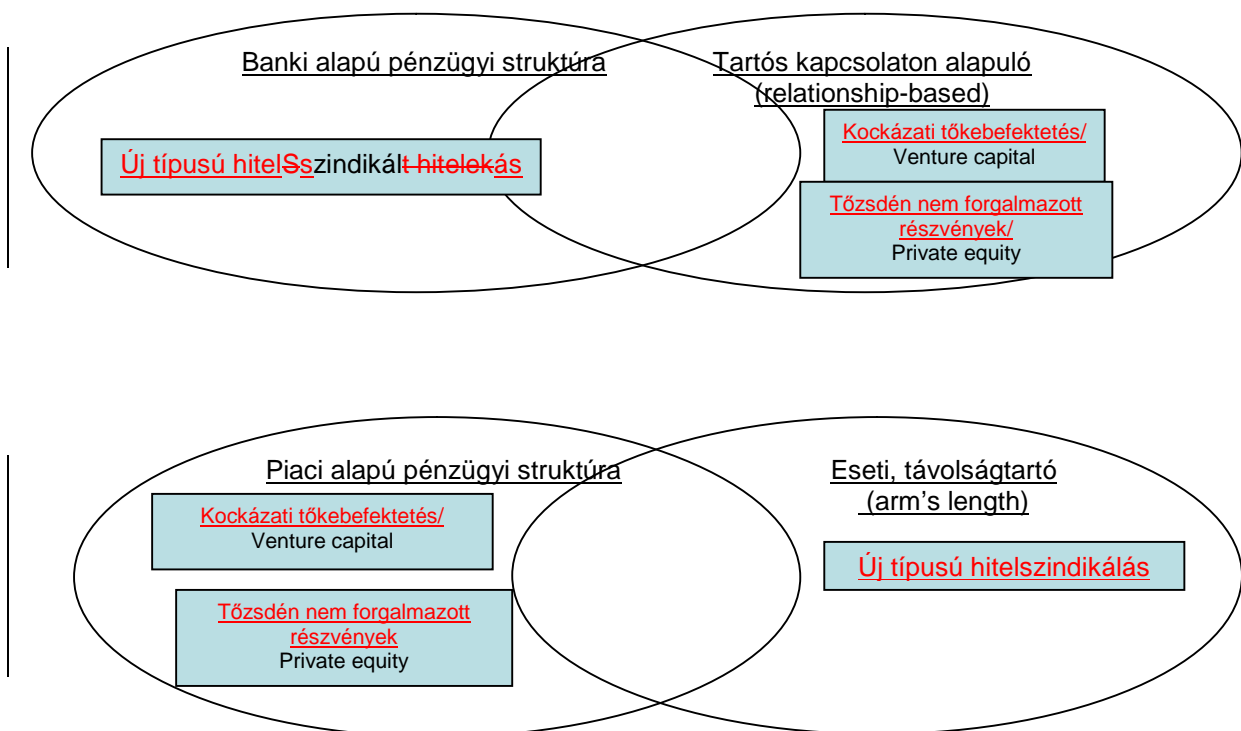 Banki alapú pénzügyi struktúra
Tartós kapcsolaton alapuló
(relationship-based)
Új típusú hitelSszindikált hitelekás
Kockázati tőkebefektetés/
Venture capital
Tőzsdén nem forgalmazott
részvények/
Private equity
Piaci alapú pénzügyi struktúra
Eseti, távolságtartó
(arm's length)
Kockázati tőkebefektetés/
Venture capital
Új típusú hitelszindikálás
Tőzsdén nem forgalmazott
részvények
Private equity